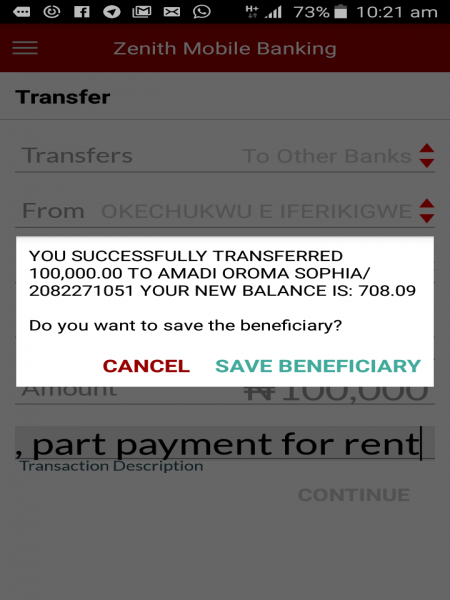 73% 10:21 am
Zenith Mobile Banking
Transfer
Transfers To Other Banks
From OKECHUKWU E IFERIKIGWE
YOU SUCCESSFULLY TRANSFERRED
100,000.00 TO AMADI OROMA SOPHIA/
2082271051 YOUR NEW BALANCE IS: 708.09
Do you want to save the beneficiary?
CANCEL SAVE BENEFICIARY
Amount ₦100,000
, part payment for rent
Transaction Description
CONTINUE